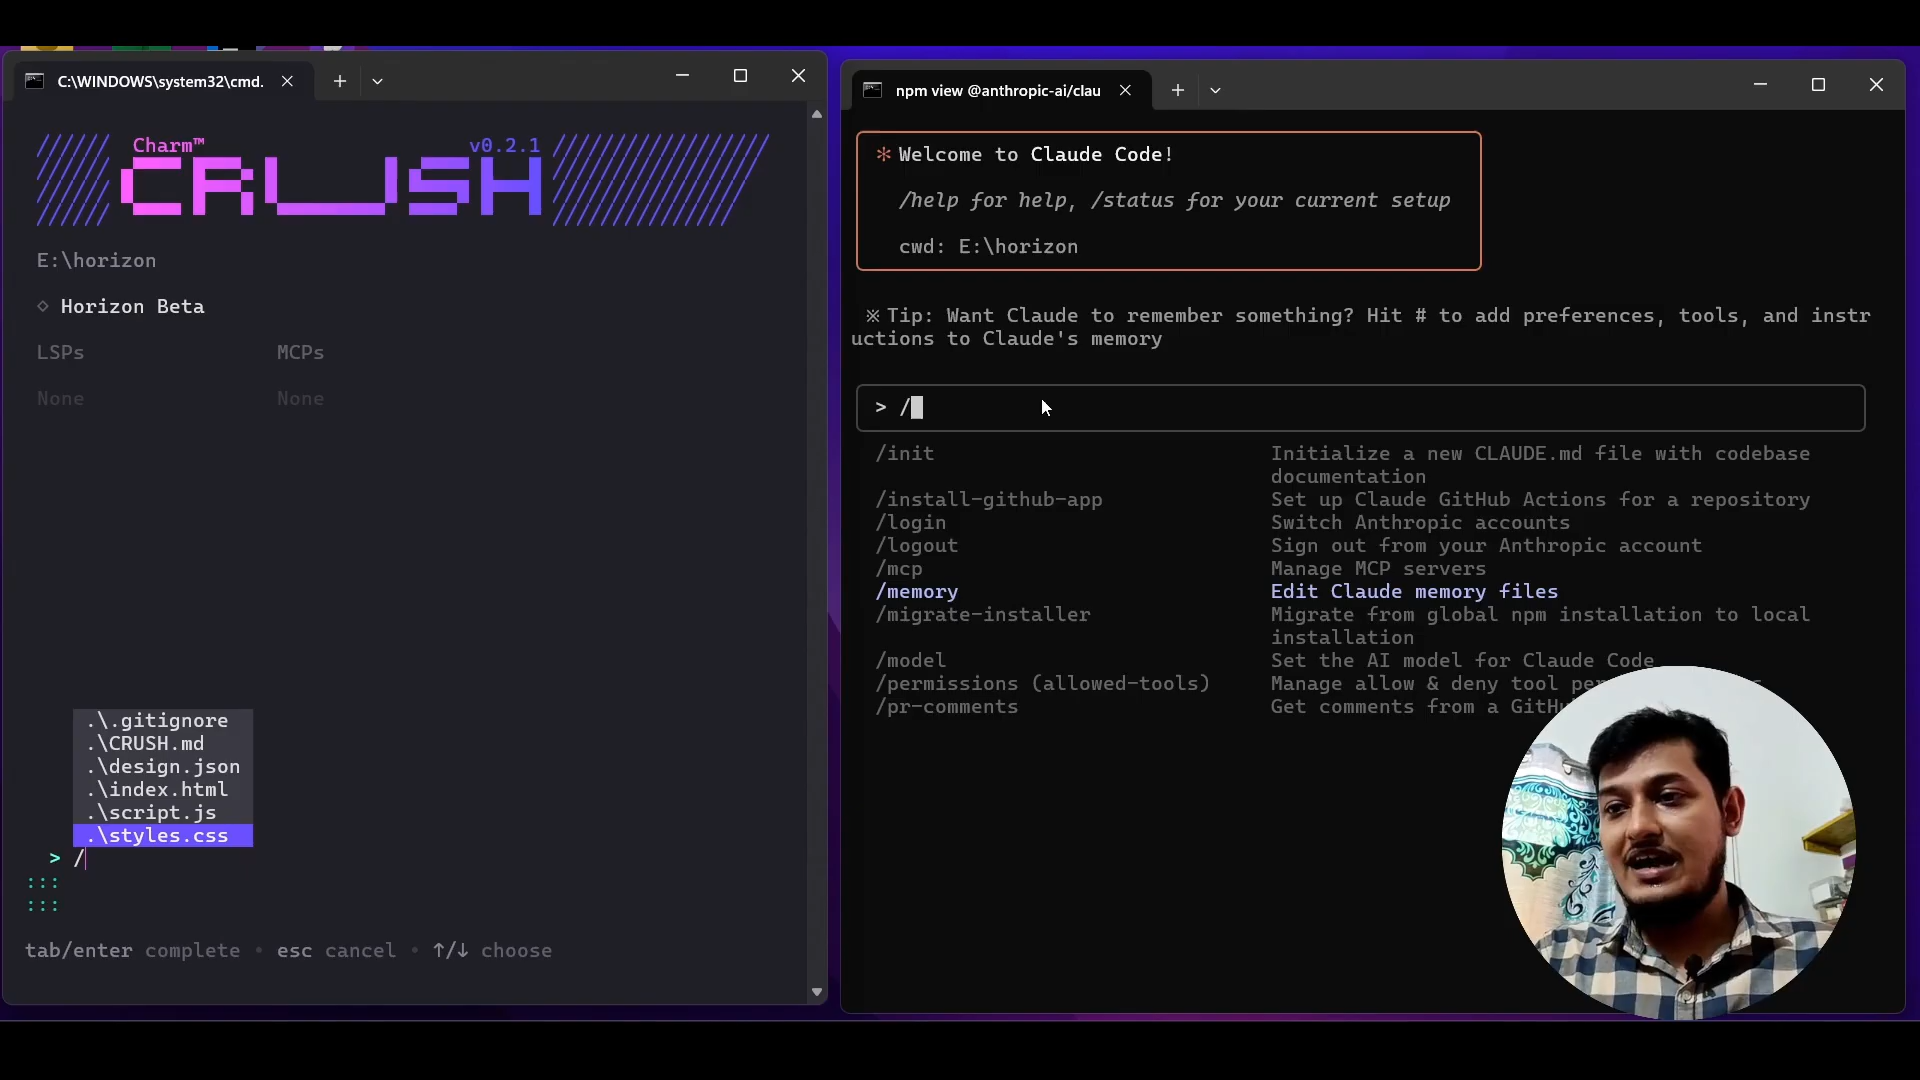 C:\WINDOWS\system32\cmd.
Charm™ v0.2.1
CRUSH
E:\horizon
◇ Horizon Beta
LSPs MCPs
None None
.\.gitignore
.\CRUSH.md
.\design.json
.\index.html
.\script.js
.\styles.css
> /
:::
:::
tab/enter complete • esc cancel • ↑/↓ choose
npm view @anthropic-ai/clau
* Welcome to Claude Code!
/help for help, /status for your current setup
cwd: E:\horizon
※ Tip: Want Claude to remember something? Hit # to add preferences, tools, and instr
uctions to Claude's memory
> /
/init Initialize a new CLAUDE.md file with codebase
documentation
/install-github-app Set up Claude GitHub Actions for a repository
/login Switch Anthropic accounts
/logout Sign out from your Anthropic account
/mcp Manage MCP servers
/memory Edit Claude memory files
/migrate-installer Migrate from global npm installation to local
installation
/model Set the AI model for Claude Code
/permissions (allowed-tools) Manage allow & deny tool
/pr-comments Get comments from a